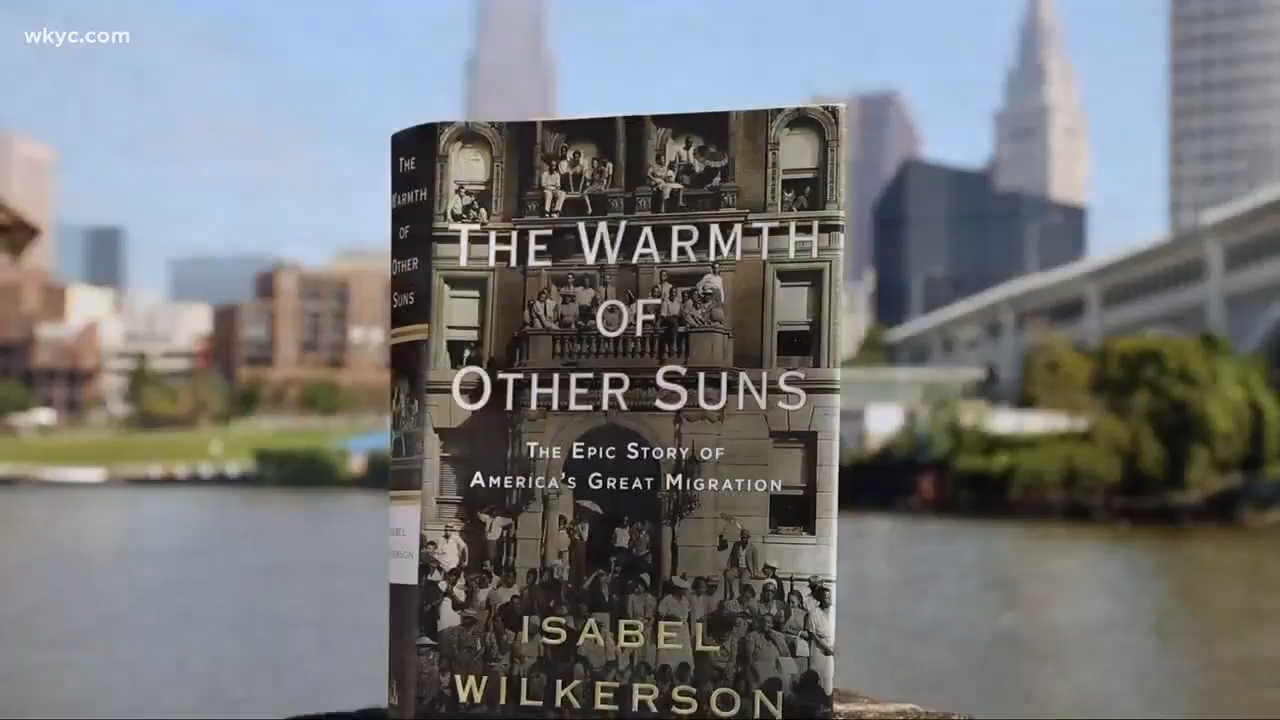 wkyc.com
THE
WARMTH
OF
OTHER
SUNS
THE WARMTH
OF
OTHER SUNS
THE EPIC STORY OF
AMERICA'S GREAT MIGRATION
ISABEL
WILKERSON